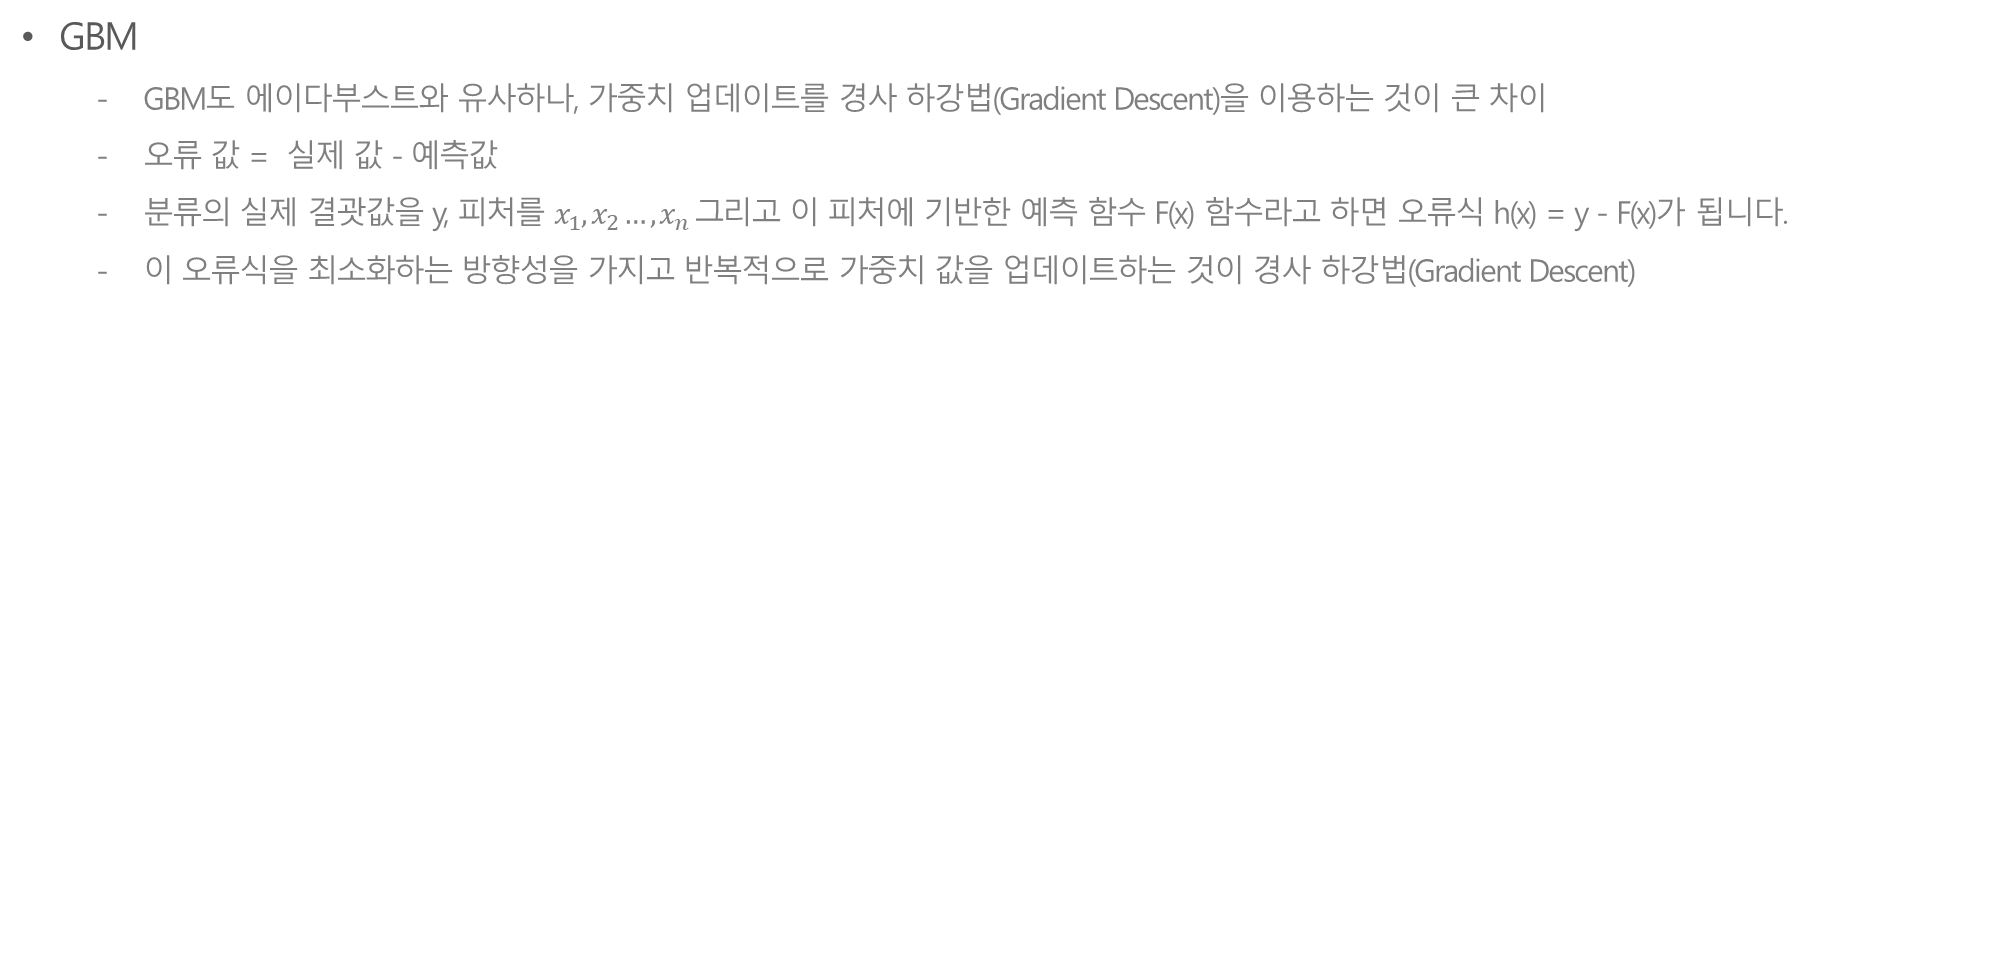 • GBM
- GBM도 에이다부스트와 유사하나, 가중치 업데이트를 경사 하강법(Gradient Descent)을 이용하는 것이 큰 차이
- 오류 값 = 실제 값 - 예측값
- 분류의 실제 결괏값을 y, 피처를 x₁, x₂ ..., xₙ 그리고 이 피처에 기반한 예측 함수 F(x) 함수라고 하면 오류식 h(x) = y - F(x)가 됩니다.
- 이 오류식을 최소화하는 방향성을 가지고 반복적으로 가중치 값을 업데이트하는 것이 경사 하강법(Gradient Descent)